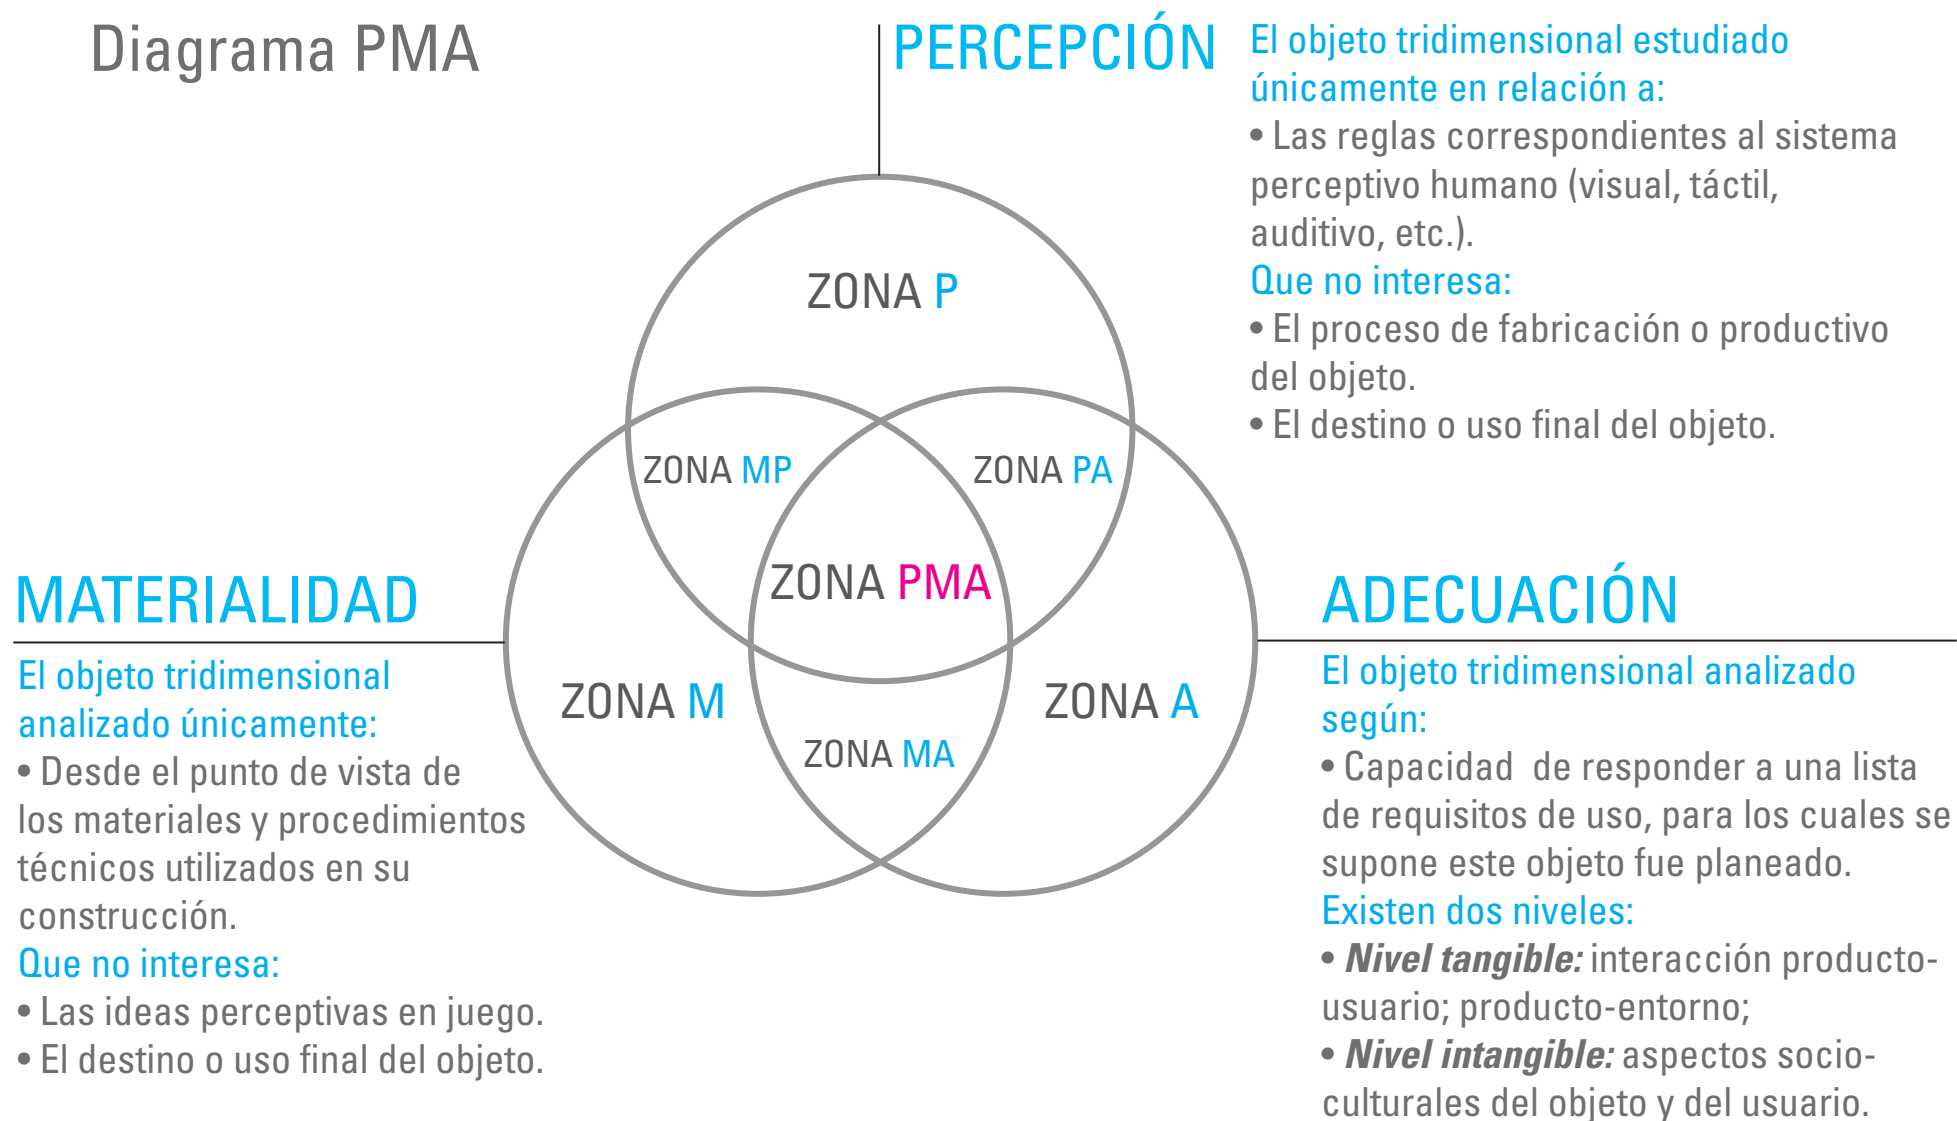 Diagrama PMA
PERCEPCIÓN
El objeto tridimensional estudiado
únicamente en relación a:
• Las reglas correspondientes al sistema
perceptivo humano (visual, táctil,
auditivo, etc.).
Que no interesa:
• El proceso de fabricación o productivo
del objeto.
• El destino o uso final del objeto.
ZONA P
ZONA MP
ZONA PA
ZONA PMA
ZONA M
ZONA A
ZONA MA
MATERIALIDAD
El objeto tridimensional
analizado únicamente:
• Desde el punto de vista de
los materiales y procedimientos
técnicos utilizados en su
construcción.
Que no interesa:
• Las ideas perceptivas en juego.
• El destino o uso final del objeto.
ADECUACIÓN
El objeto tridimensional analizado
según:
• Capacidad  de responder a una lista
de requisitos de uso, para los cuales se
supone este objeto fue planeado.
Existen dos niveles:
• Nivel tangible: interacción producto-
usuario; producto-entorno;
• Nivel intangible: aspectos socio-
culturales del objeto y del usuario.